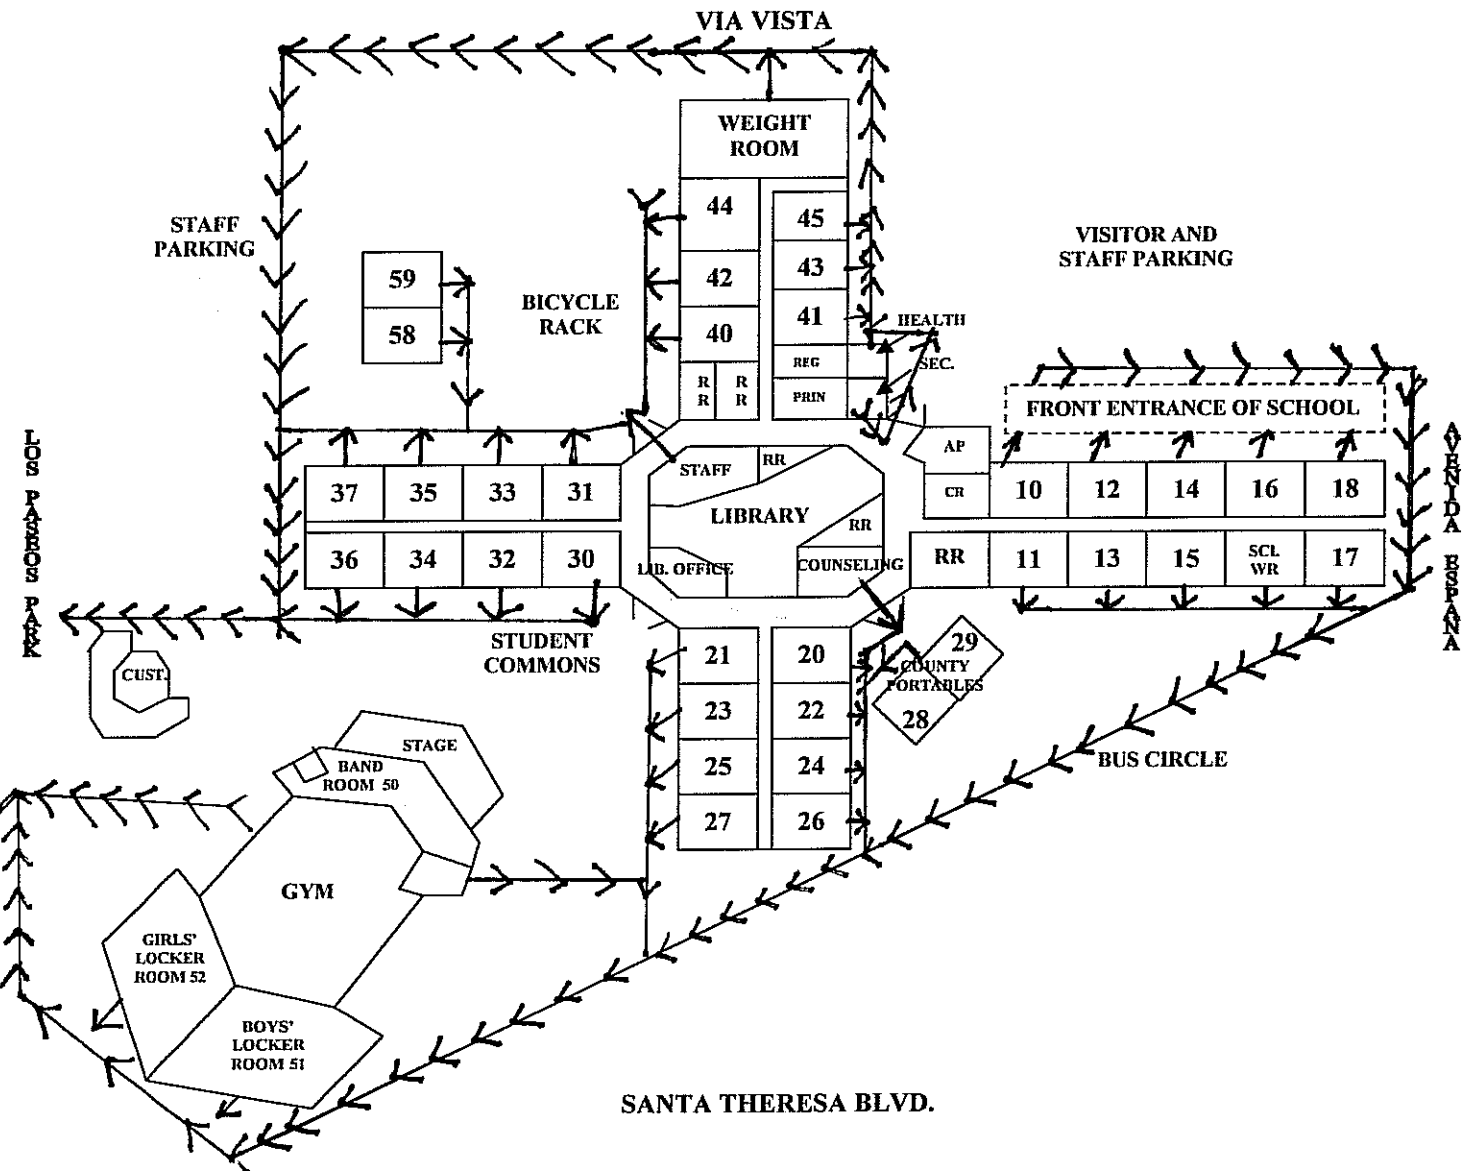 VIA VISTA
WEIGHT
ROOM
44
45
STAFF
PARKING
VISITOR AND
STAFF PARKING
59
42
43
BICYCLE
RACK
58
40
41
HEALTH
REG
SEC.
R
R
R
R
PRIN
FRONT ENTRANCE OF SCHOOL
LOS PASEOS PARK
AVENIDA ESPANA
AP
STAFF
RR
37
35
33
31
CR
10
12
14
16
18
LIBRARY
RR
36
34
32
30
LIB. OFFICE
COUNSELING
RR
11
13
15
SCI.
WR
17
STUDENT
COMMONS
21
20
29
COUNTY
PORTABLES
CUST.
23
22
28
STAGE
BAND
ROOM 50
25
24
BUS CIRCLE
27
26
GYM
GIRLS'
LOCKER
ROOM 52
BOYS'
LOCKER
ROOM 51
SANTA THERESA BLVD.